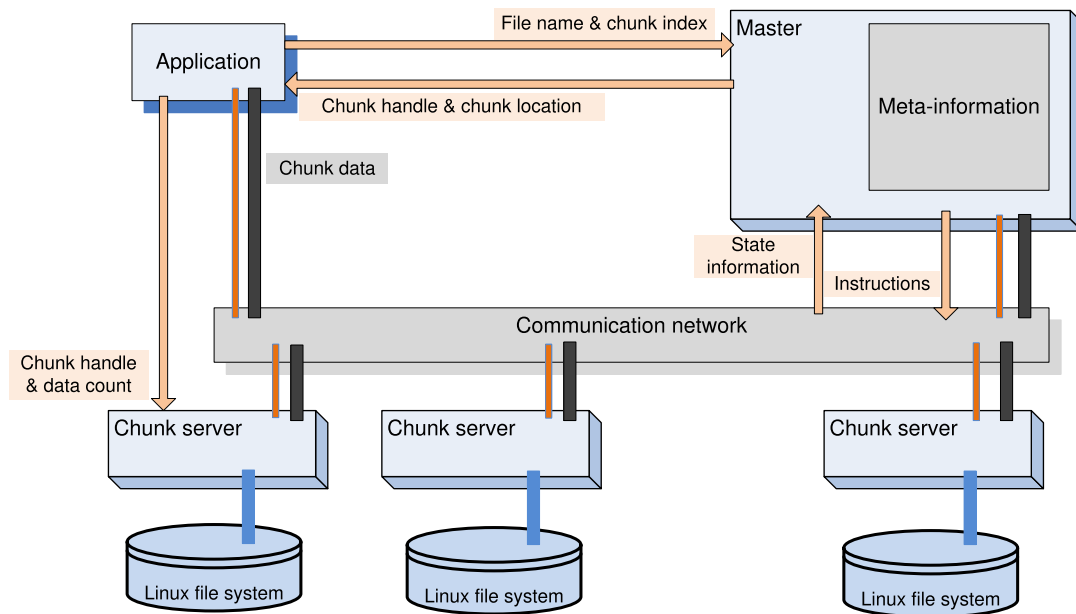 File name & chunk index
Master
Application
Meta-information
Chunk handle & chunk location
Chunk data
State
information
Instructions
Communication network
Chunk handle
& data count
Chunk server
Chunk server
Chunk server
Linux file system
Linux file system
Linux file system